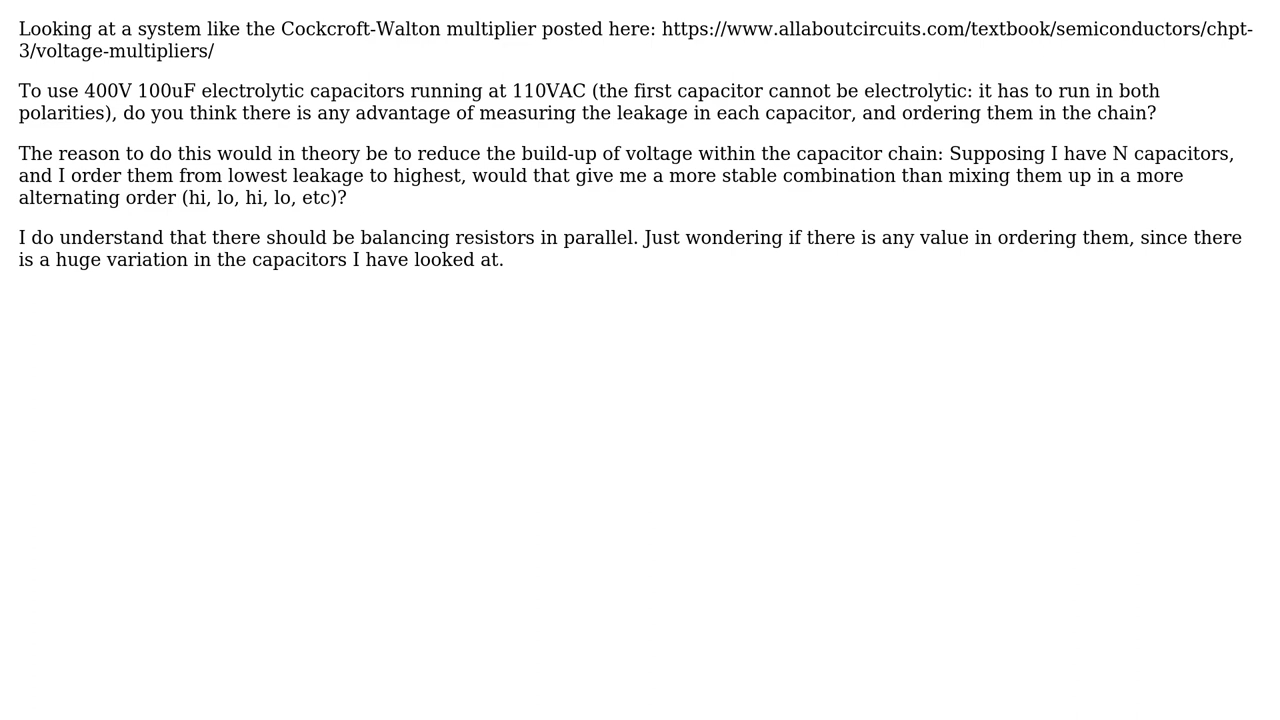 Looking at a system like the Cockcroft-Walton multiplier posted here: https://www.allaboutcircuits.com/textbook/semiconductors/chpt-
3/voltage-multipliers/
To use 400V 100uF electrolytic capacitors running at 110VAC (the first capacitor cannot be electrolytic: it has to run in both
polarities), do you think there is any advantage of measuring the leakage in each capacitor, and ordering them in the chain?
The reason to do this would in theory be to reduce the build-up of voltage within the capacitor chain: Supposing I have N capacitors,
and I order them from lowest leakage to highest, would that give me a more stable combination than mixing them up in a more
alternating order (hi, lo, hi, lo, etc)?
I do understand that there should be balancing resistors in parallel. Just wondering if there is any value in ordering them, since there
is a huge variation in the capacitors I have looked at.